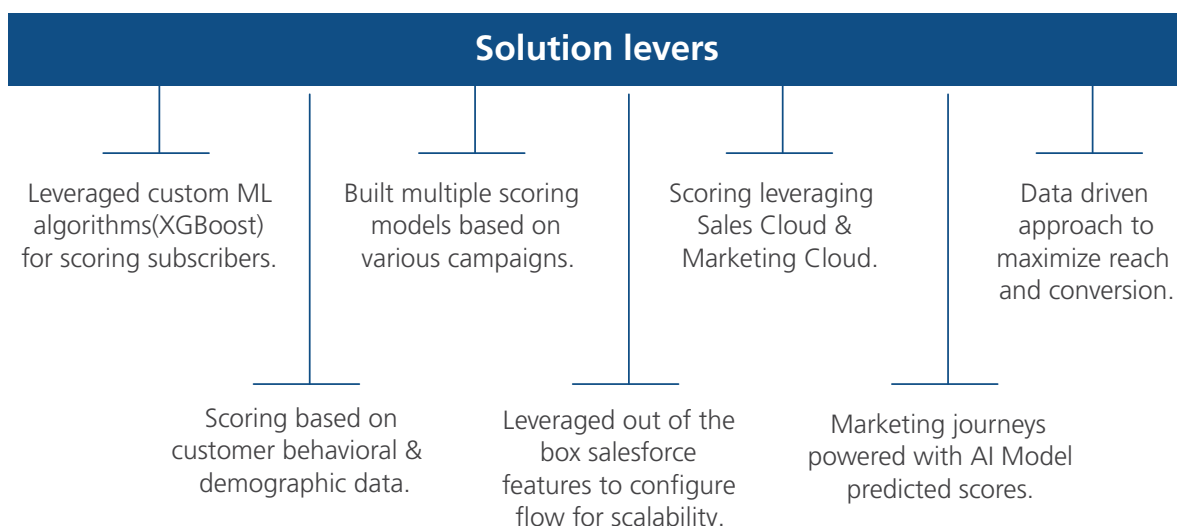 Solution levers
Leveraged custom ML
algorithms(XGBoost)
for scoring subscribers.
Built multiple scoring
models based on
various campaigns.
Scoring leveraging
Sales Cloud &
Marketing Cloud.
Data driven
approach to
maximize reach
and conversion.
Scoring based on
customer behavioral &
demographic data.
Leveraged out of the
box salesforce
features to configure
flow for scalability.
Marketing journeys
powered with AI Model
predicted scores.